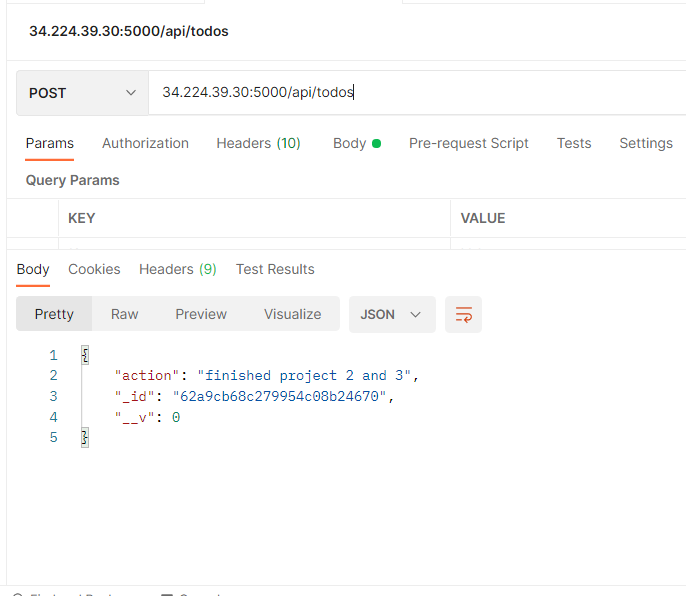 34.224.39.30:5000/api/todos
POST 34.224.39.30:5000/api/todos
Params Authorization Headers (10) Body Pre-request Script Tests Settings
Query Params
KEY VALUE
Body Cookies Headers (9) Test Results
Pretty Raw Preview Visualize JSON
1 {
2 "action": "finished project 2 and 3",
3 "_id": "62a9cb68c279954c08b24670",
4 "__v": 0
5 }